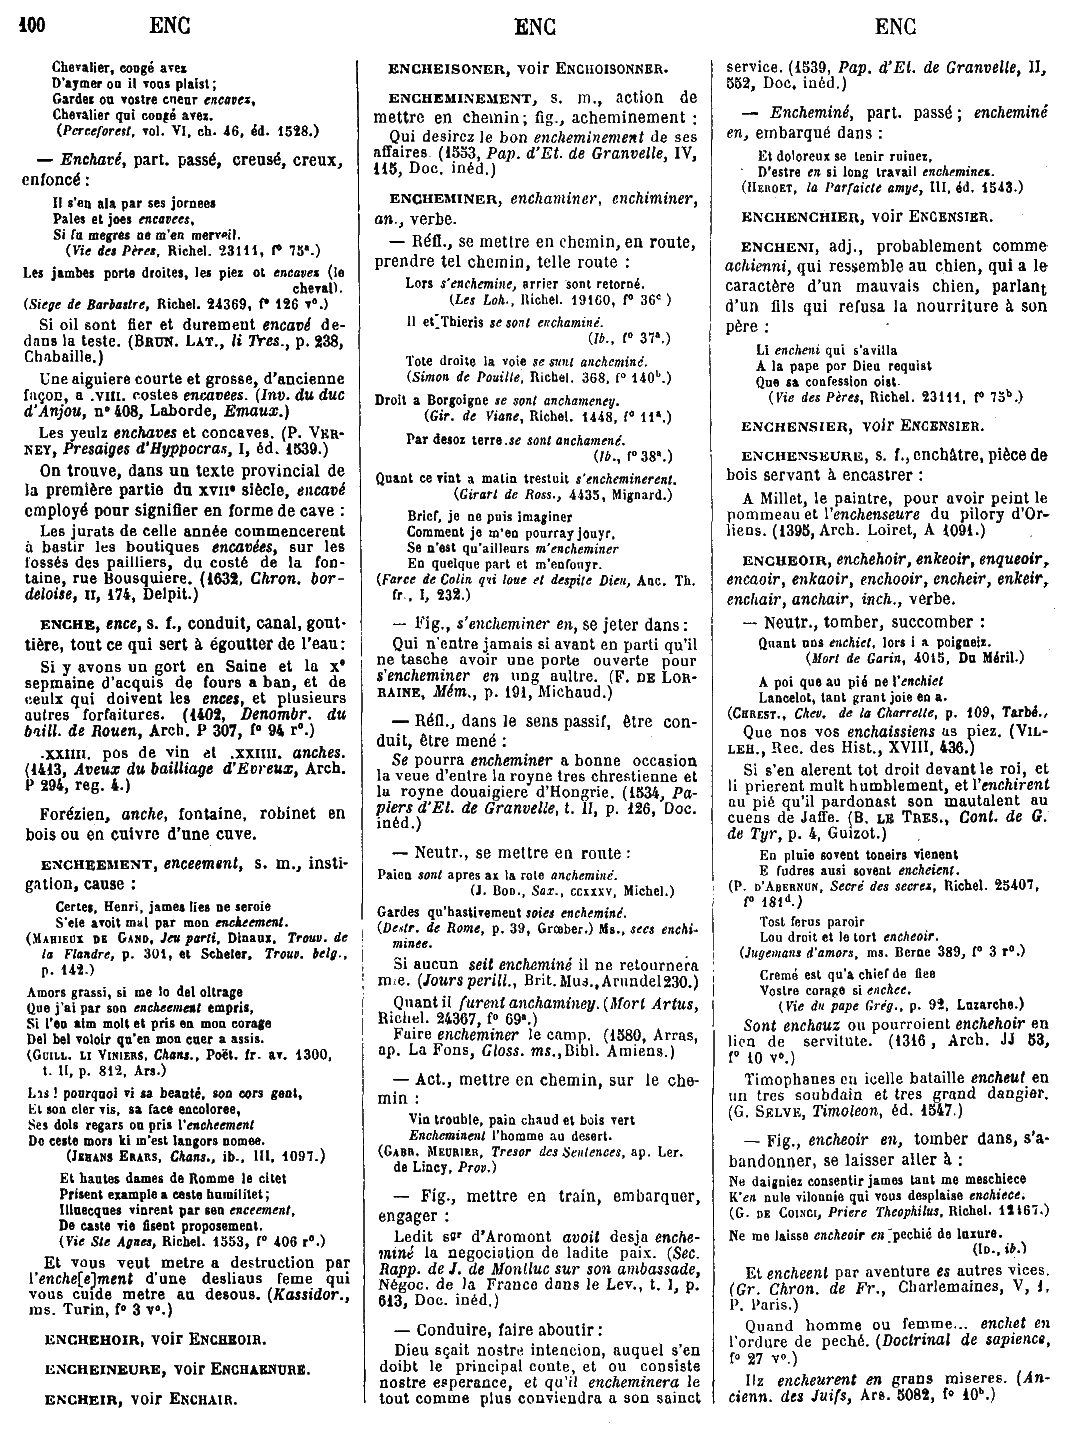 100 ENC ENC ENC
Chevalier, congé avez
D'aymer ou il vous plaist;
Gardez ou vostre cueur encavez,
Chevalier qui congé avez.
(Perceforest, vol. VI, ch. 46, éd. 1528.)
— Enchavé, part. passé, creusé, creux,
enfoncé :
Il s'en ala par ses jornees
Pales et joes encavees,
Si fu megres ne m'en merveil.
(Vie des Pères, Richel. 23111, f° 75ª.)
Les jambes porte droites, les piez ot encavez (le
cheval).
(Siege de Barbastre, Richel. 24369, f° 126 v°.)
Si oil sont fier et durement encavé de-
dans la teste. (BRUN. LAT., li Tres., p. 238,
Chabaille.)
Une aiguiere courte et grosse, d'ancienne
façon, a .VIII. costes encavees. (Inv. du duc
d'Anjou, n° 408, Laborde, Emaux.)
Les yeulz enchaves et concaves. (P. VER-
NEY, Presaiges d'Hyppocras, I, éd. 1539.)
On trouve, dans un texte provincial de
la première partie du XVIIe siècle, encavé
employé pour signifier en forme de cave :
Les jurats de celle année commencerent
à bastir les boutiques encavées, sur les
fossés des pailliers, du costé de la fon-
taine, rue Bousquiere. (1632, Chron. bor-
deloise, II, 174, Delpit.)
ENCHE, ence, s. f., conduit, canal, gout-
tière, tout ce qui sert à égoutter de l'eau:
Si y avons un gort en Saine et la xe
sepmaine d'acquis de fours a ban, et de
ceulx qui doivent les ences, et plusieurs
autres forfaitures. (1402, Denombr. du
baill. de Rouen, Arch. P 307, f° 94 r°.)
.XXIIII. pos de vin et .XXIIII. anches.
(1413, Aveux du bailliage d'Evreux, Arch.
P 294, reg. 4.)
Forézien, anche, fontaine, robinet en
bois ou en cuivre d'une cuve.
ENCHEEMENT, enceement, s. m., insti-
gation, cause :
Certes, Henri, james lies ne seroie
S'ele avoit mal par mon encheement.
(MAHIEUX DE GAND, Jeu parti, Dinaux, Trouv. de
la Flandre, p. 301, et Scheler, Trouv. belg.,
p. 142.)
Amors grassi, si me lo del oltrage
Que j'ai par son encheement empris,
Si l'en aim molt et pris en mon corage
Del bel voloir qu'en mon cuer a assis.
(GUILL. LI VINIERS, Chans., Poët. fr. av. 1300,
t. II, p. 812, Ars.)
Las ! pourquoi vi sa beauté, son cors gent,
Et son cler vis, sa face encoloree,
Ses dols regars ou pris l'encheement
De ceste mors ki m'est langors nomee.
(JEHANS ERARS, Chans., ib., III, 1097.)
Et hautes dames de Romme le citet
Prisent example a ceste humilitet;
Illuecques vinrent par son enceement,
De caste vie fisent proposement.
(Vie Ste Agnes, Richel. 1553, f° 406 r°.)
Et vous veut metre a destruction par
l'enche[e]ment d'une desliaus feme qui
vous cuide metre au desous. (Kassidor.,
ms. Turin, f° 3 v°.)
ENCHEHOIR, voir ENCHEOIR.
ENCHEINEURE, voir ENCHAENURE.
ENCHEIR, voir ENCHAIR.
ENCHEISONER, voir ENCHOISONNER.
ENCHEMINEMENT, s. m., action de
mettre en chemin; fig., acheminement :
Qui desirez le bon encheminement de ses
affaires. (1553, Pap. d'Et. de Granvelle, IV,
115, Doc. inéd.)
ENCHEMINER, enchaminer, enchiminer,
an., verbe.
— Réfl., se mettre en chemin, en route,
prendre tel chemin, telle route :
Lors s'enchemine, arrier sont retorné.
(Les Loh., Richel. 19160, f° 36c )
Il et Thieris se sont enchaminé.
(Ib., f° 37ª.)
Tote droite la voie se sunt ancheminé.
(Simon de Pouille, Richel. 368, f° 140b.)
Droit a Borgoigne se sont anchameney.
(Gir. de Viane, Richel. 1448, f° 11ª.)
Par desoz terre se sont anchamené.
(Ib., f° 38ª.)
Quant ce vint a matin trestuit s'encheminerent.
(Girart de Ross., 4435, Mignard.)
Brief, je ne puis imaginer
Comment je m'en pourray jouyr,
Se n'est qu'ailleurs m'encheminer
En quelque part et m'enfouyr.
(Farce de Colin qui loue et despite Dieu, Anc. Th.
fr., I, 232.)
— Fig., s'encheminer en, se jeter dans :
Qui n'entre jamais si avant en parti qu'il
ne tasche avoir une porte ouverte pour
s'encheminer en ung aultre. (F. DE LOR-
RAINE, Mém., p. 191, Michaud.)
— Réfl., dans le sens passif, être con-
duit, être mené :
Se pourra encheminer a bonne occasion
la veue d'entre la royne tres chrestienne et
la royne douaigiere d'Hongrie. (1534, Pa-
piers d'Et. de Granvelle, t. II, p. 126, Doc.
inéd.)
— Neutr., se mettre en route :
Paien sont apres ax la rote ancheminé.
(J. BOD., Sax., CCXXXV, Michel.)
Gardes qu'hastivement soies encheminé.
(Destr. de Rome, p. 39, Grœber.) Ms., secs enchi-
minee.
Si aucun seit encheminé il ne retournera
mie. (Jours perill., Brit. Mus., Arundel 230.)
Quant il furent anchaminey. (Mort Artus,
Richel. 24367, f° 69ª.)
Faire encheminer le camp. (1580, Arras,
ap. La Fons, Gloss. ms., Bibl. Amiens.)
— Act., mettre en chemin, sur le che-
min :
Vin trouble, pain chaud et bois vert
Encheminent l'homme au desert.
(GABR. MEURIER, Tresor des Sentences, ap. Ler.
de Lincy, Prov.)
— Fig., mettre en train, embarquer,
engager :
Ledit sgr d'Aromont avoit desja enche-
miné la negociation de ladite paix. (Sec.
Rapp. de J. de Montluc sur son ambassade,
Négoc. de la France dans le Lev., t. I, p.
613, Doc. inéd.)
— Conduire, faire aboutir :
Dieu sçait nostre intencion, auquel s'en
doibt le principal conte, et ou consiste
nostre esperance, et qu'il encheminera le
tout comme plus conviendra a son sainct
service. (1539, Pap. d'Et. de Granvelle, II,
552, Doc. inéd.)
— Encheminé, part. passé; encheminé
en, embarqué dans :
Et doloreux se tenir ruinez,
D'estre en si long travail encheminez.
(HEROET, la Parfaicte amye, III, éd. 1543.)
ENCHENCHIER, voir ENCENSIER.
ENCHENI, adj., probablement comme
achienni, qui ressemble au chien, qui a le
caractère d'un mauvais chien, parlant
d'un fils qui refusa la nourriture à son
père :
Li encheni qui s'avilla
A la pape por Dieu requist
Que sa confession oist.
(Vie des Pères, Richel. 23111, f° 75b.)
ENCHENSIER, voir ENCENSIER.
ENCHENSEURE, s. f., enchâtre, pièce de
bois servant à encastrer :
A Millet, le paintre, pour avoir peint le
pommeau et l'enchenseure du pilory d'Or-
liens. (1395, Arch. Loiret, A 1091.)
ENCHEOIR, enchehoir, enkeoir, enqueoir,
encaoir, enkaoir, enchooir, encheir, enkeir,
enchair, anchair, inch., verbe.
— Neutr., tomber, succomber :
Quant nos enchiet, lors i a poigneiz.
(Mort de Garin, 4015, Du Méril.)
A poi que au pié ne l'enchiet
Lancelot, tant grant joie en a.
(CHREST., Chev. de la Charrette, p. 109, Tarbé.,
Que nos vos enchaissiens us piez. (VIL-
LEH., Rec. des Hist., XVIII, 436.)
Si s'en alerent tot droit devant le roi, et
li prierent mult humblement, et l'enchirent
au pié qu'il pardonast son mautalent au
cuens de Jaffe. (B. LE TRES., Cont. de G.
de Tyr, p. 4, Guizot.)
En pluie sovent toneirs vienent
E fudres ausi sovent encheient.
(P. D'ABERNUN, Secré des secrez, Richel. 25407,
f° 181d.)
Tost ferus paroir
Lou droit et le tort encheoir.
(Jugemans d'amors, ms. Berne 389, f° 3 r°.)
Cremé est qu'a chief de flee
Vostre corage si enchee.
(Vie du pape Grég., p. 92, Luzarche.)
Sont encheuz ou pourroient enchehoir en
lien de servitute. (1316, Arch. JJ 53,
f° 10 v°.)
Timophanes en icelle bataille encheut en
un tres soubdain et tres grand dangier.
(G. SELVE, Timoleon, éd. 1547.)
— Fig., encheoir en, tomber dans, s'a-
bandonner, se laisser aller à :
Ne daigniez consentir james tant me meschiece
K'en nule vilonnie qui vous desplaise enchiece.
(G. DE COINCI, Priere Theophilus, Richel. 12467.)
Ne me laisse encheoir en pechié de luxure.
(ID., ib.)
Et encheent par aventure es autres vices.
(Gr. Chron. de Fr., Charlemaines, V, 1,
P. Paris.)
Quand homme ou femme... enchet en
l'ordure de peché. (Doctrinal de sapience,
f° 27 v°.)
Ilz encheurent en grans miseres. (An-
cienn. des Juifs, Ars. 5082, f° 10b.)